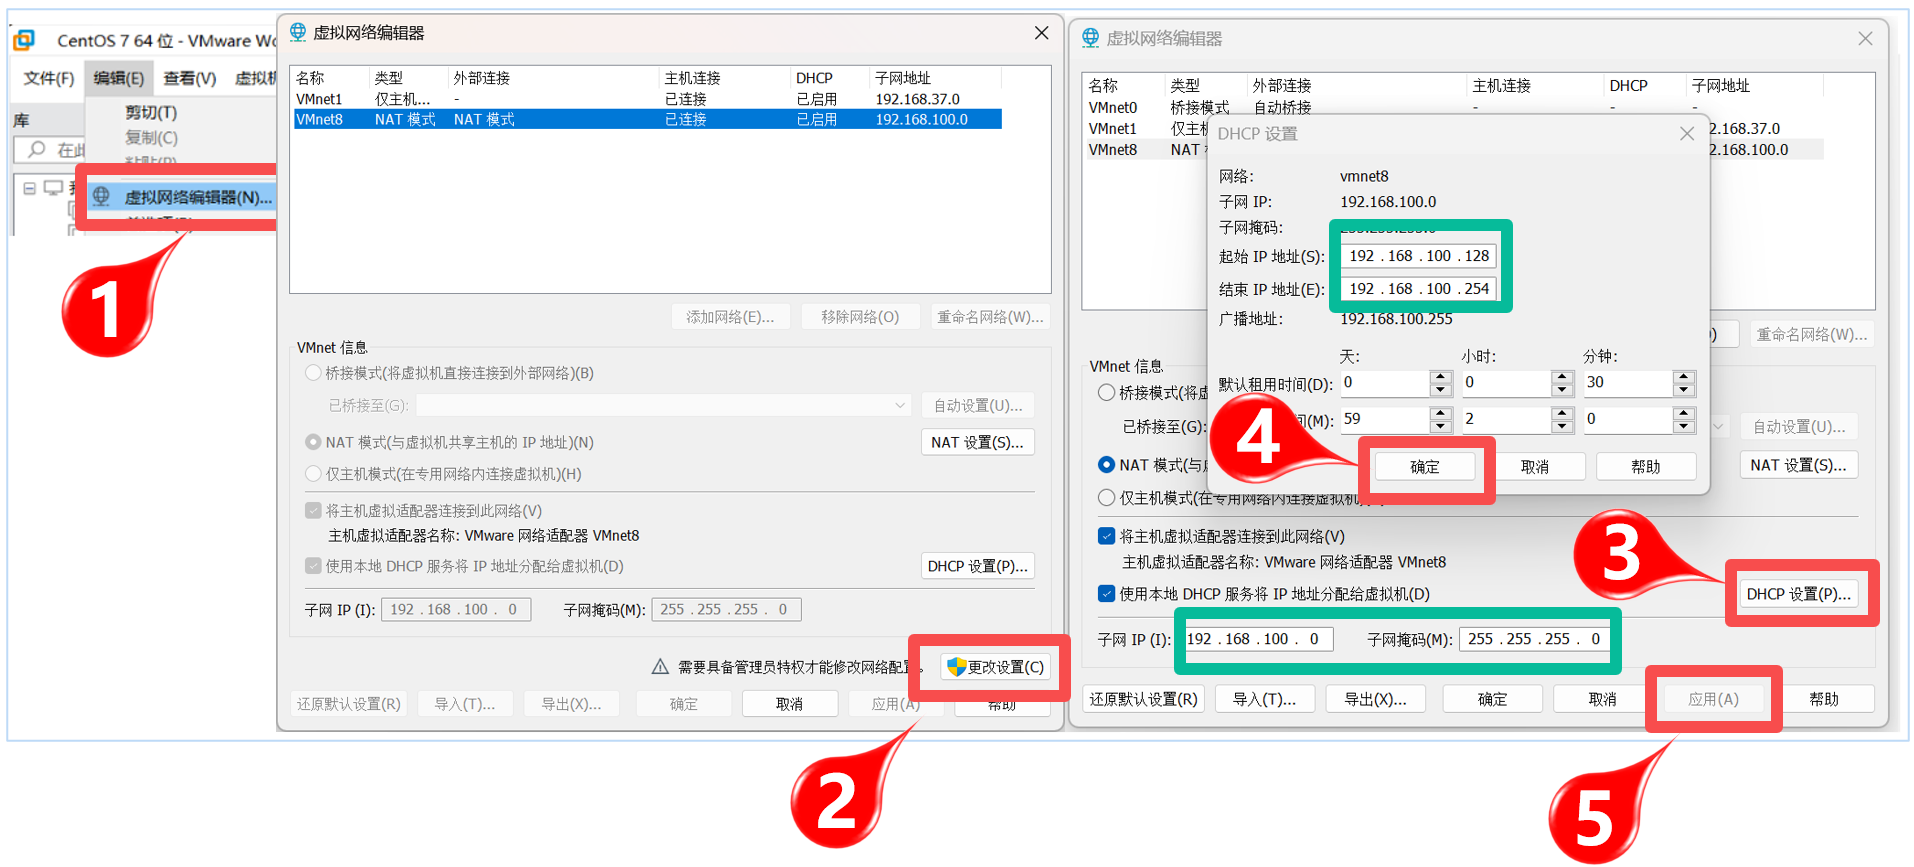 CentOS 7 64 位 - VMware Wo
文件(F)
编辑(E)
查看(V)
虚拟机
剪切(T)
复制(C)
粘贴(P)
库
在此
虚拟网络编辑器(N)...
1
虚拟网络编辑器
名称 类型 外部连接 主机连接 DHCP 子网地址
VMnet1 仅主机... - 已连接 已启用 192.168.37.0
VMnet8 NAT 模式 NAT 模式 已连接 已启用 192.168.100.0
添加网络(E)... 移除网络(O) 重命名网络(W)...
VMnet 信息
桥接模式(将虚拟机直接连接到外部网络)(B)
已桥接至(G): 自动设置(U)...
NAT 模式(与虚拟机共享主机的 IP 地址)(N) NAT 设置(S)...
仅主机模式(在专用网络内连接虚拟机)(H)
将主机虚拟适配器连接到此网络(V)
主机虚拟适配器名称: VMware 网络适配器 VMnet8
使用本地 DHCP 服务将 IP 地址分配给虚拟机(D) DHCP 设置(P)...
子网 IP (I): 192 . 168 . 100 . 0 子网掩码(M): 255 . 255 . 255 . 0
需要具备管理员特权才能修改网络配置。 更改设置(C)
还原默认设置(R) 导入(T)... 导出(X)... 确定 取消 应用(A) 帮助
2
虚拟网络编辑器
名称 类型 外部连接 主机连接 DHCP 子网地址
VMnet0 桥接模式 自动桥接 - - -
VMnet1 仅主机 2.168.37.0
VMnet8 NAT 2.168.100.0
DHCP 设置
网络: vmnet8
子网 IP: 192.168.100.0
子网掩码: 255.255.255.0
起始 IP 地址(S): 192 . 168 . 100 . 128
结束 IP 地址(E): 192 . 168 . 100 . 254
广播地址: 192.168.100.255
天: 小时: 分钟:
默认租用时间(D): 0 0 30
间(M): 59 2 0
确定 取消 帮助
4
) 重命名网络(W)...
VMnet 信息
桥接模式(将虚
已桥接至(G): 自动设置(U)...
NAT 模式(与 NAT 设置(S)...
仅主机模式(在专用网络内连接虚拟机)
将主机虚拟适配器连接到此网络(V)
主机虚拟适配器名称: VMware 网络适配器 VMnet8
使用本地 DHCP 服务将 IP 地址分配给虚拟机(D) DHCP 设置(P)...
3
子网 IP (I): 192 . 168 . 100 . 0 子网掩码(M): 255 . 255 . 255 . 0
还原默认设置(R) 导入(T)... 导出(X)... 确定 取消 应用(A) 帮助
5